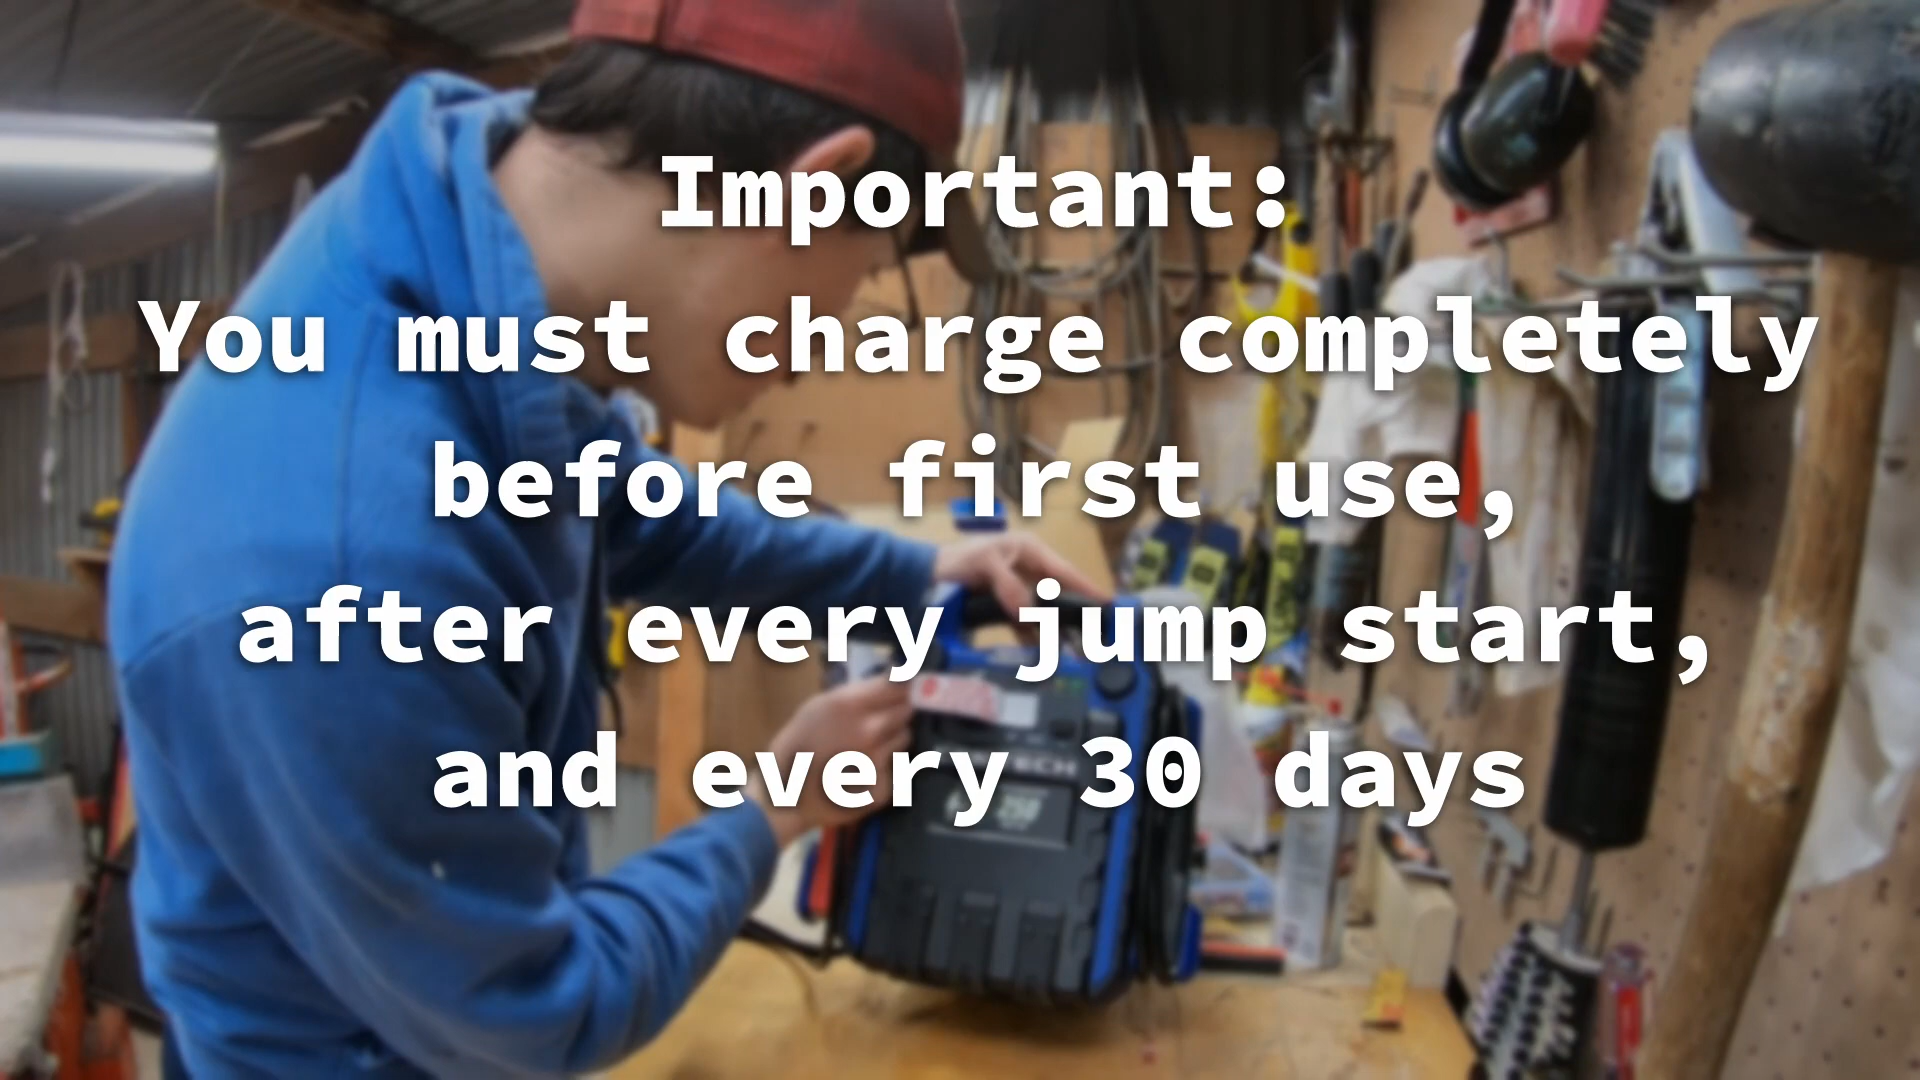 Important:
You must charge completely
before first use,
after every jump start,
and every 30 days